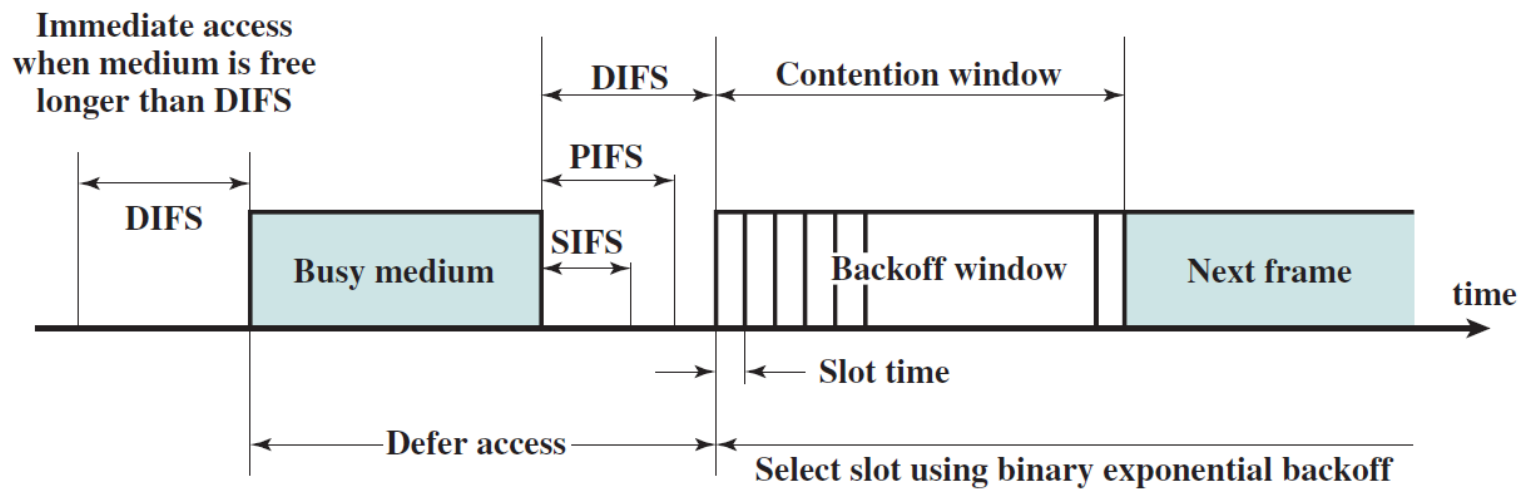 Immediate access
when medium is free
longer than DIFS
DIFS
Contention window
PIFS
DIFS
SIFS
Busy medium
Backoff window
Next frame
time
Slot time
Defer access
Select slot using binary exponential backoff